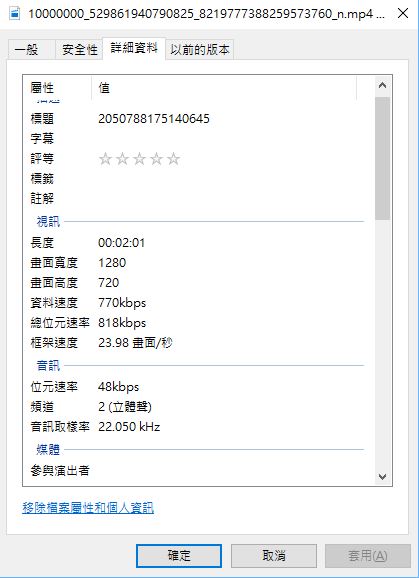 10000000_529861940790825_8219777388259573760_n.mp4 ...
一般 安全性 詳細資料 以前的版本
屬性 值
標題 2050788175140645
字幕
評等 ☆☆☆☆☆
標籤
註解
視訊
長度 00:02:01
畫面寬度 1280
畫面高度 720
資料速度 770kbps
總位元速率 818kbps
框架速度 23.98 畫面/秒
音訊
位元速率 48kbps
頻道 2 (立體聲)
音訊取樣率 22.050 kHz
媒體
參與演出者
移除檔案屬性和個人資訊
確定 取消 套用(A)